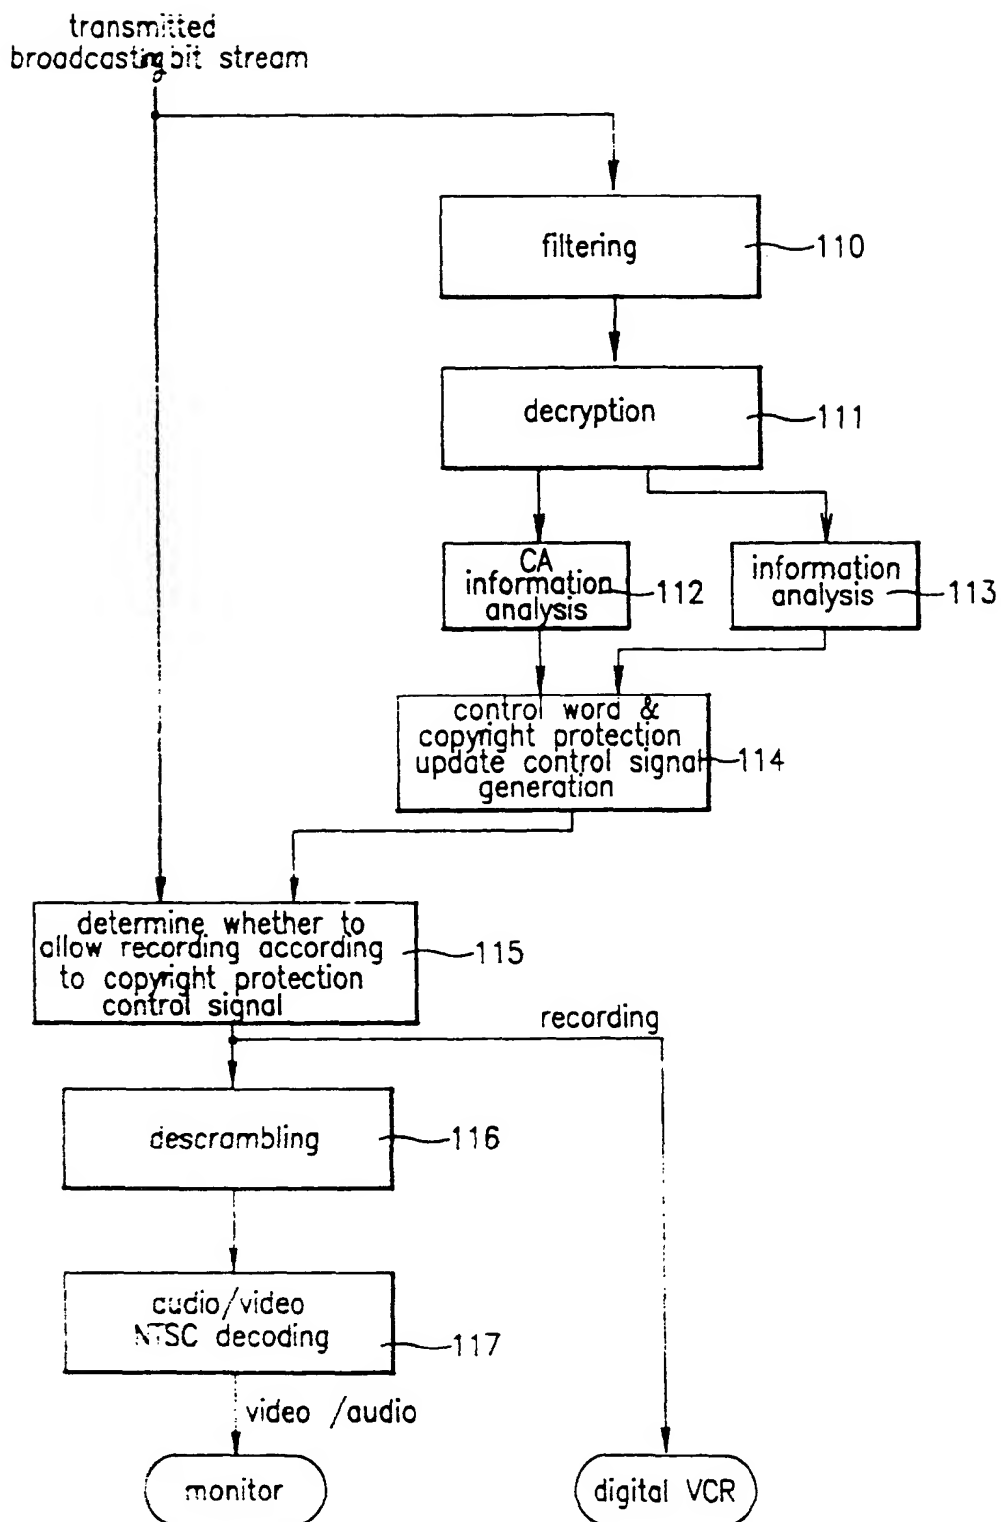 transmitted
broadcasting bit stream
filtering
110
decryption
111
CA
information
analysis
112
information
analysis
113
control word &
copyright protection
update control signal
generation
114
determine whether to
allow recording according
to copyright protection
control signal
115
recording
descrambling
116
audio/video
NTSC decoding
117
video /audio
monitor
digital VCR